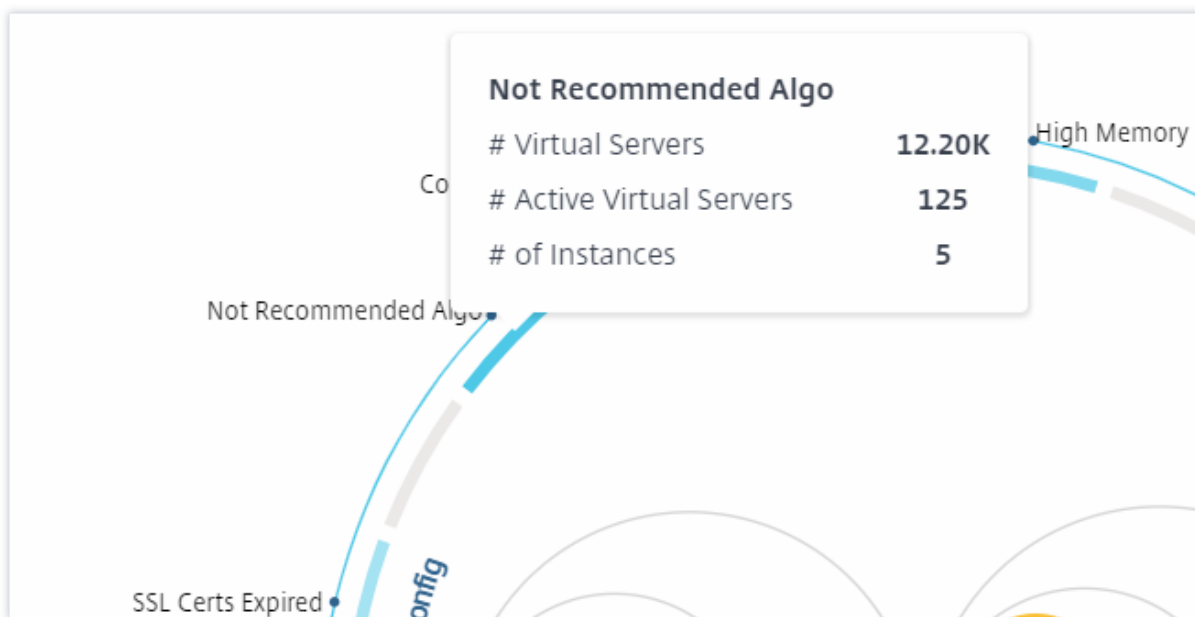 Not Recommended Algo
# Virtual Servers 12.20K
High Memory
Co
# Active Virtual Servers 125
# of Instances 5
Not Recommended Algo
onfig
SSL Certs Expired